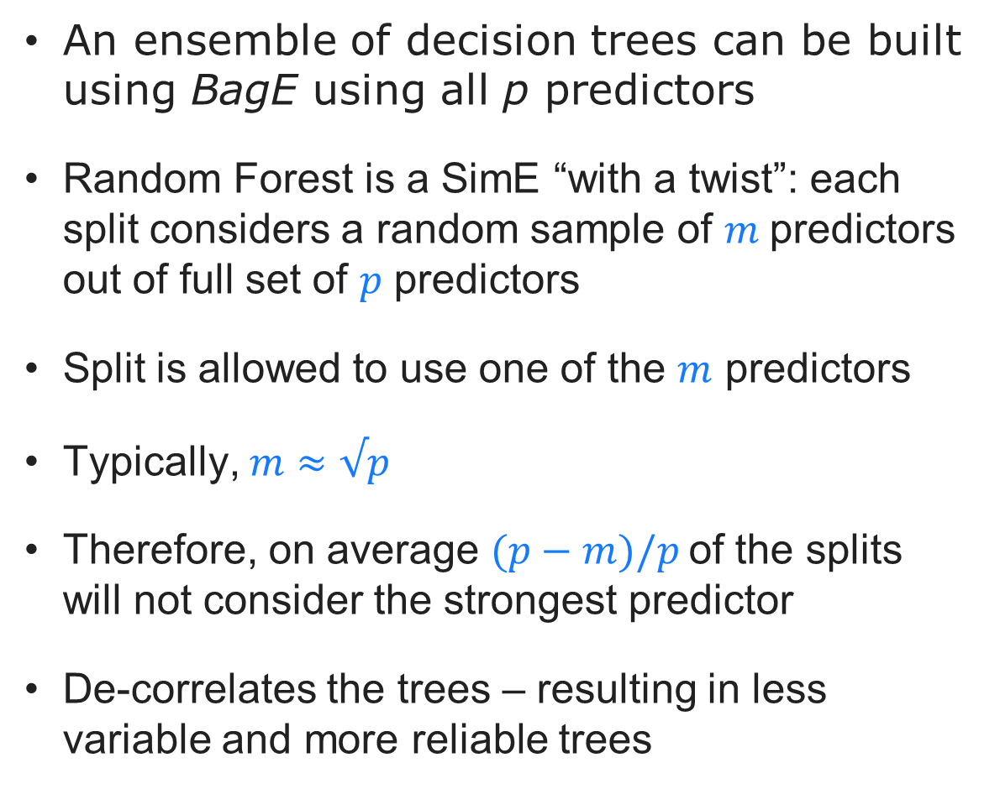 • An ensemble of decision trees can be built
using BagE using all p predictors
• Random Forest is a SimE “with a twist”: each
split considers a random sample of m predictors
out of full set of p predictors
• Split is allowed to use one of the m predictors
• Typically, m ≈ √p
• Therefore, on average (p − m)/p of the splits
will not consider the strongest predictor
• De-correlates the trees – resulting in less
variable and more reliable trees